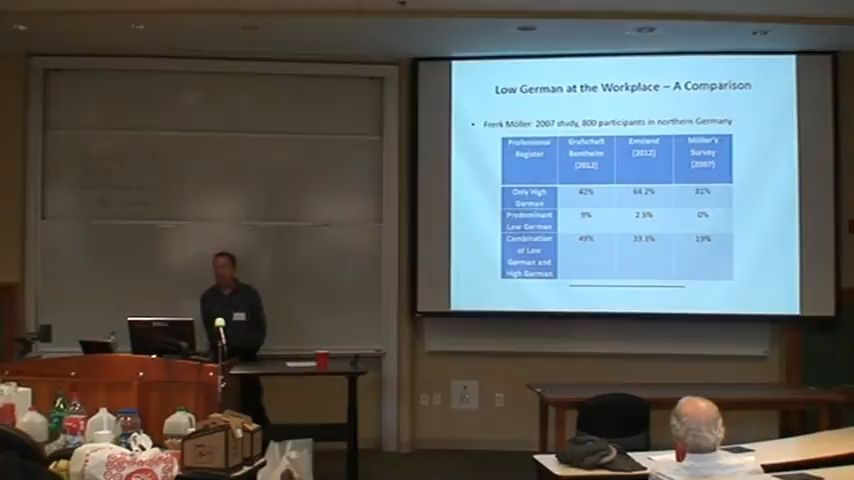 Low German at the Workplace – A Comparison
• Frerk Möller: 2007 study, 800 participants in northern Germany
Professional Register
Grafschaft Bentheim (2012)
Emsland (2012)
Möller's Survey (2007)
Only High German
42%
64.2%
81%
Predominant Low German
9%
2.5%
0%
Combination of Low German and High German
49%
33.3%
19%